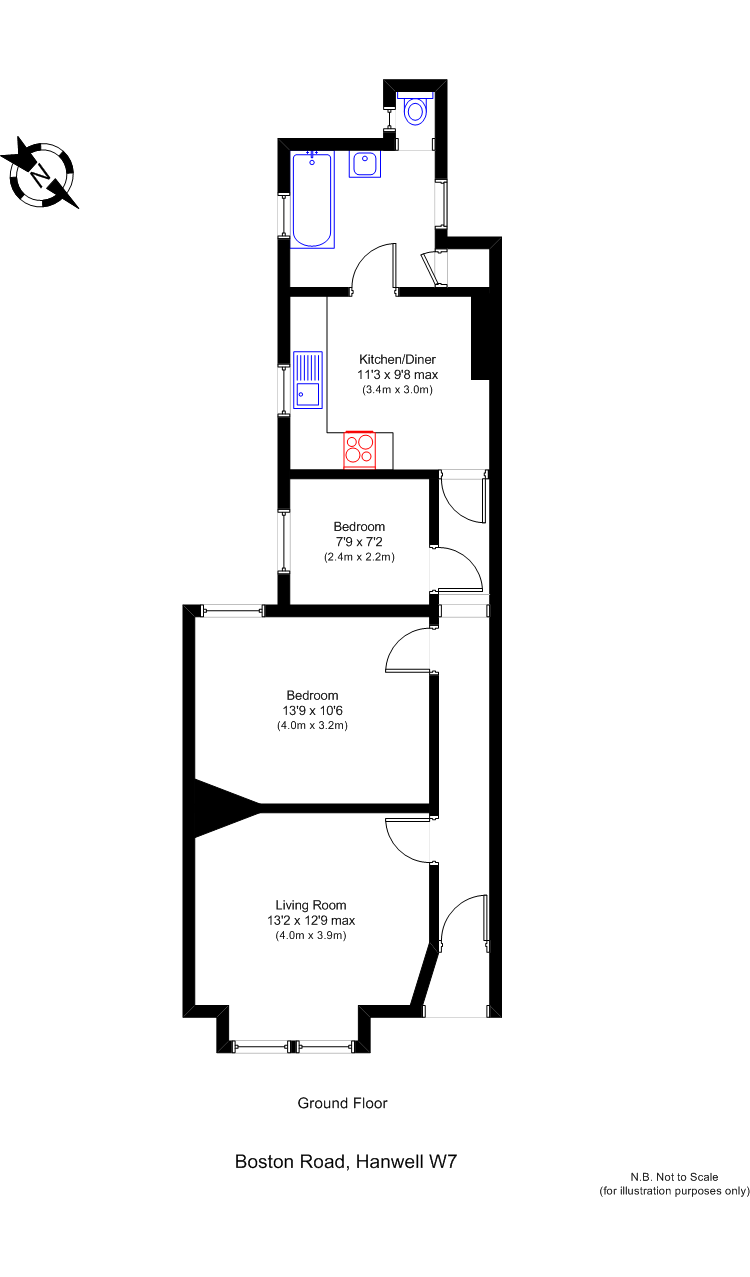 N
Kitchen/Diner
11'3 x 9'8 max
(3.4m x 3.0m)
Bedroom
7'9 x 7'2
(2.4m x 2.2m)
Bedroom
13'9 x 10'6
(4.0m x 3.2m)
Living Room
13'2 x 12'9 max
(4.0m x 3.9m)
Ground Floor
Boston Road, Hanwell W7
N.B. Not to Scale
(for illustration purposes only)